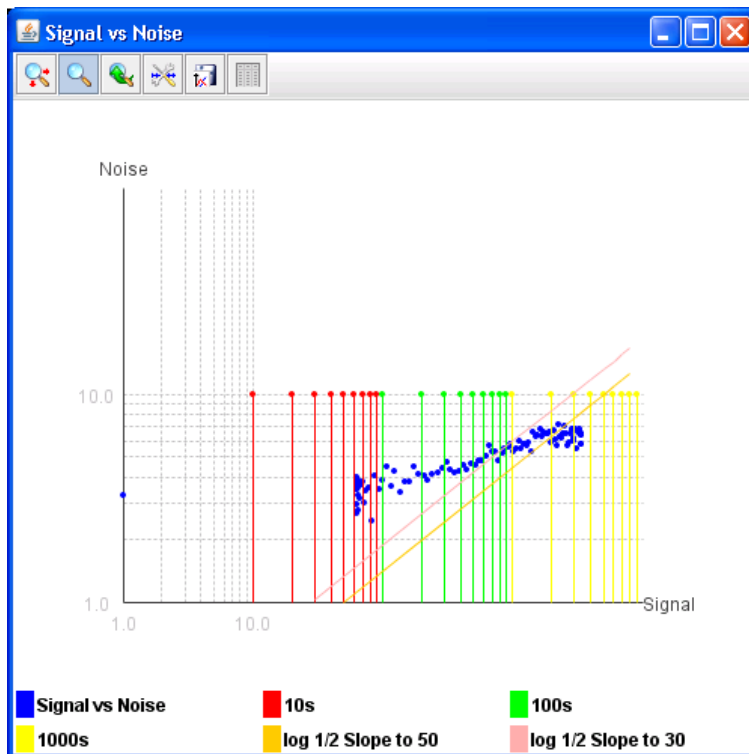 Signal vs Noise
Noise
10.0
1.0
Signal
1.0 10.0
Signal vs Noise 10s 100s
1000s log 1/2 Slope to 50 log 1/2 Slope to 30